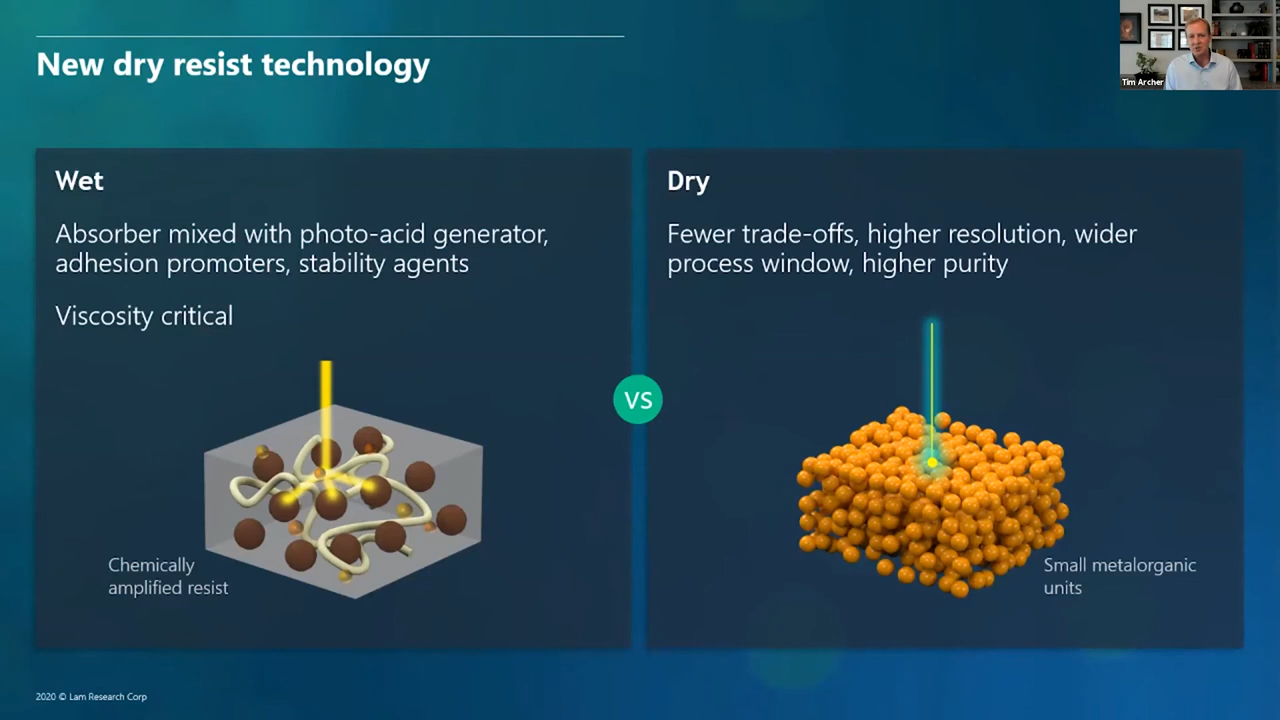 New dry resist technology
Tim Archer
Wet
Absorber mixed with photo-acid generator,
adhesion promoters, stability agents
Viscosity critical
Chemically
amplified resist
VS
Dry
Fewer trade-offs, higher resolution, wider
process window, higher purity
Small metalorganic
units
2020 © Lam Research Corp